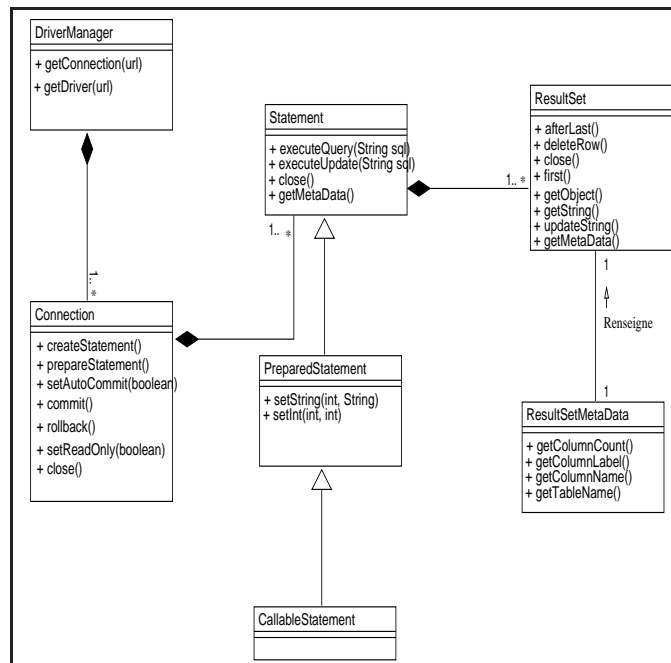 DriverManager
+ getConnection(url)
+ getDriver(url)
Statement
+ executeQuery(String sql)
+ executeUpdate(String sql)
+ close()
+ getMetaData()
ResultSet
+ afterLast()
+ deleteRow()
+ close()
+ first()
+ getObject()
+ getString()
+ updateString()
+ getMetaData()
1.. *
1.. *
1.. *
1
Renseigne
1
Connection
+ createStatement()
+ prepareStatement()
+ setAutoCommit(boolean)
+ commit()
+ rollback()
+ setReadOnly(boolean)
+ close()
PreparedStatement
+ setString(int, String)
+ setInt(int, int)
ResultSetMetaData
+ getColumnCount()
+ getColumnLabel()
+ getColumnName()
+ getTableName()
CallableStatement